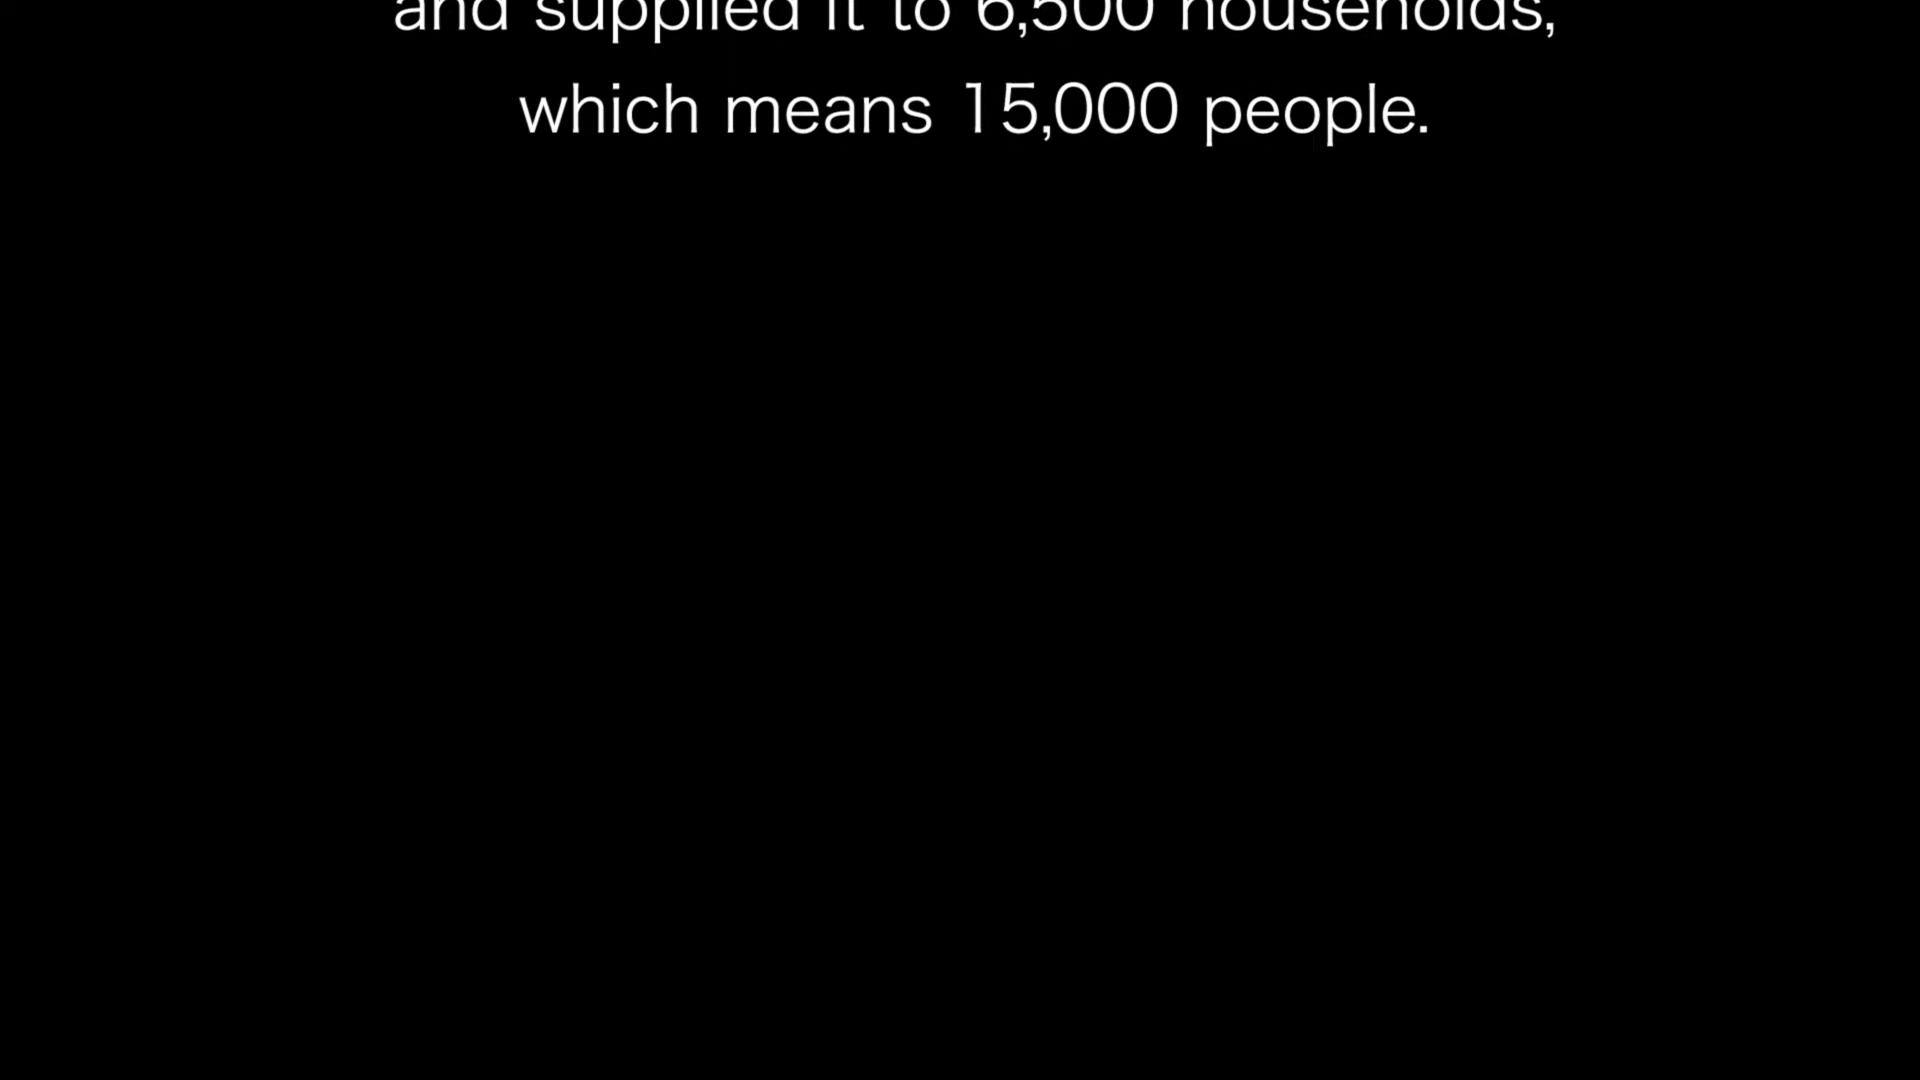 and supplied it to 6,500 households,
which means 15,000 people.